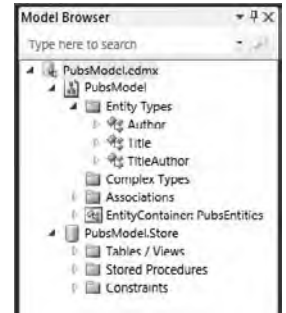 Model Browser
Type here to search
PubsModel.edmx
PubsModel
Entity Types
Author
Title
TitleAuthor
Complex Types
Associations
EntityContainer: PubsEntities
PubsModel.Store
Tables / Views
Stored Procedures
Constraints